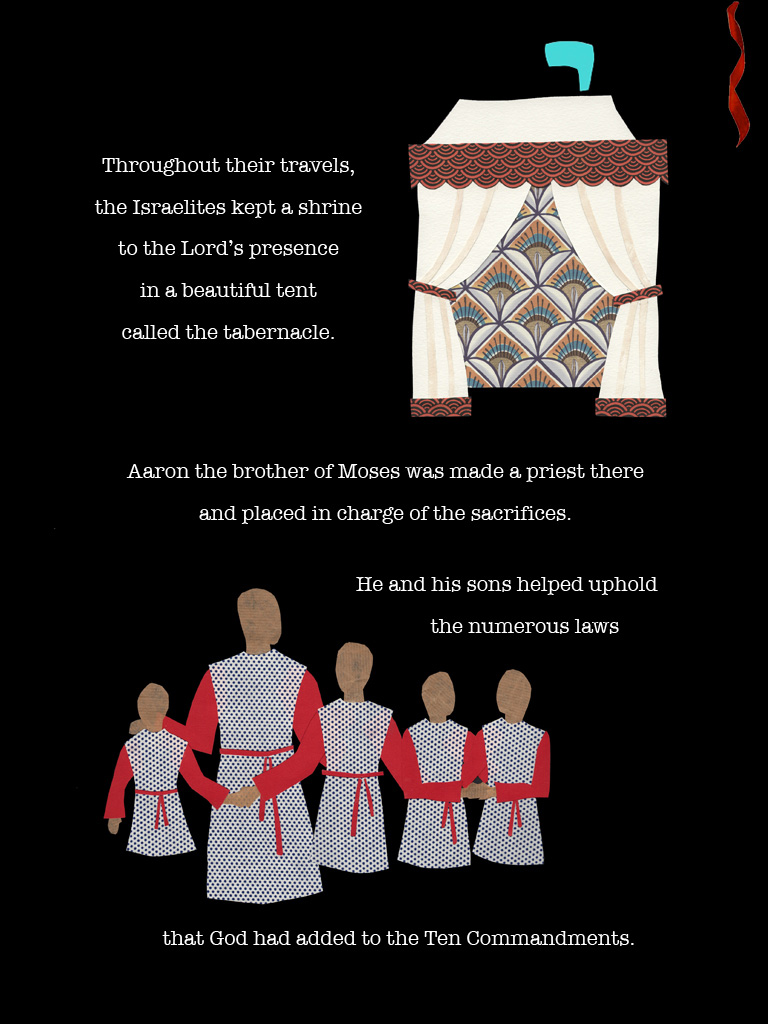 Throughout their travels,
the Israelites kept a shrine
to the Lord’s presence
in a beautiful tent
called the tabernacle.
Aaron the brother of Moses was made a priest there
and placed in charge of the sacrifices.
He and his sons helped uphold
the numerous laws
that God had added to the Ten Commandments.